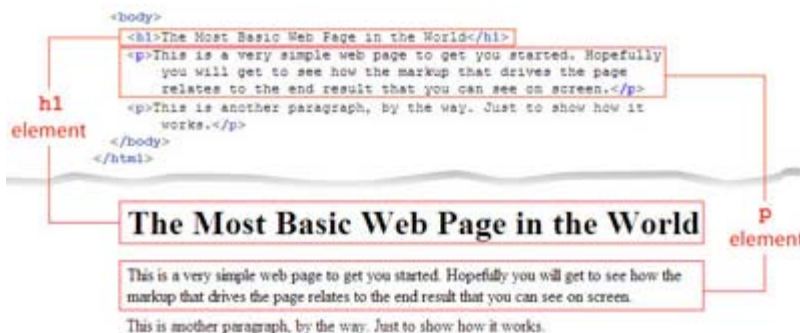 <body>
<h1>The Most Basic Web Page in the World</h1>
<p>This is a very simple web page to get you started. Hopefully
you will get to see how the markup that drives the page
relates to the end result that you can see on screen.</p>
<p>This is another paragraph, by the way. Just to show how it
works.</p>
</body>
</html>
h1
element
The Most Basic Web Page in the World
p
element
This is a very simple web page to get you started. Hopefully you will get to see how the
markup that drives the page relates to the end result that you can see on screen.
This is another paragraph, by the way. Just to show how it works.